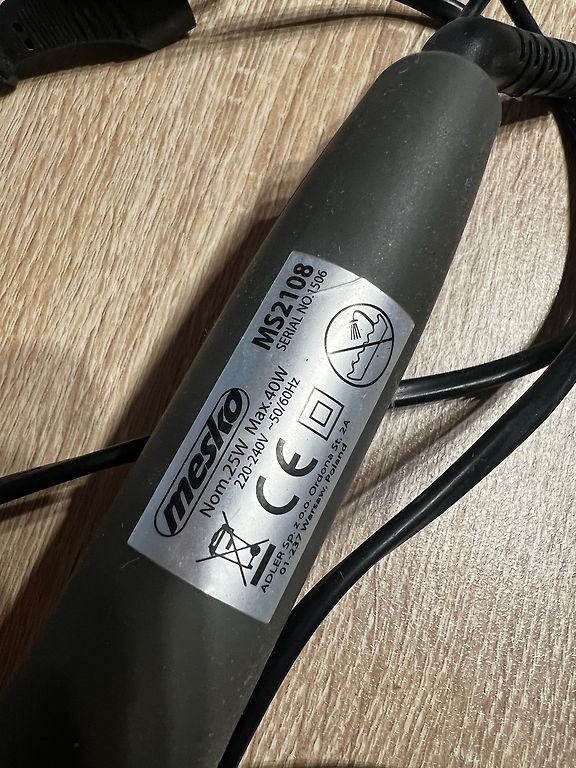 mesko
MS2108
SERIAL NO.1506
Nom.25W Max.40W
220-240V ~50/60Hz
CE
ADLER Sp. z o.o. Ordona St. 2A
01-237 Warsaw, Poland